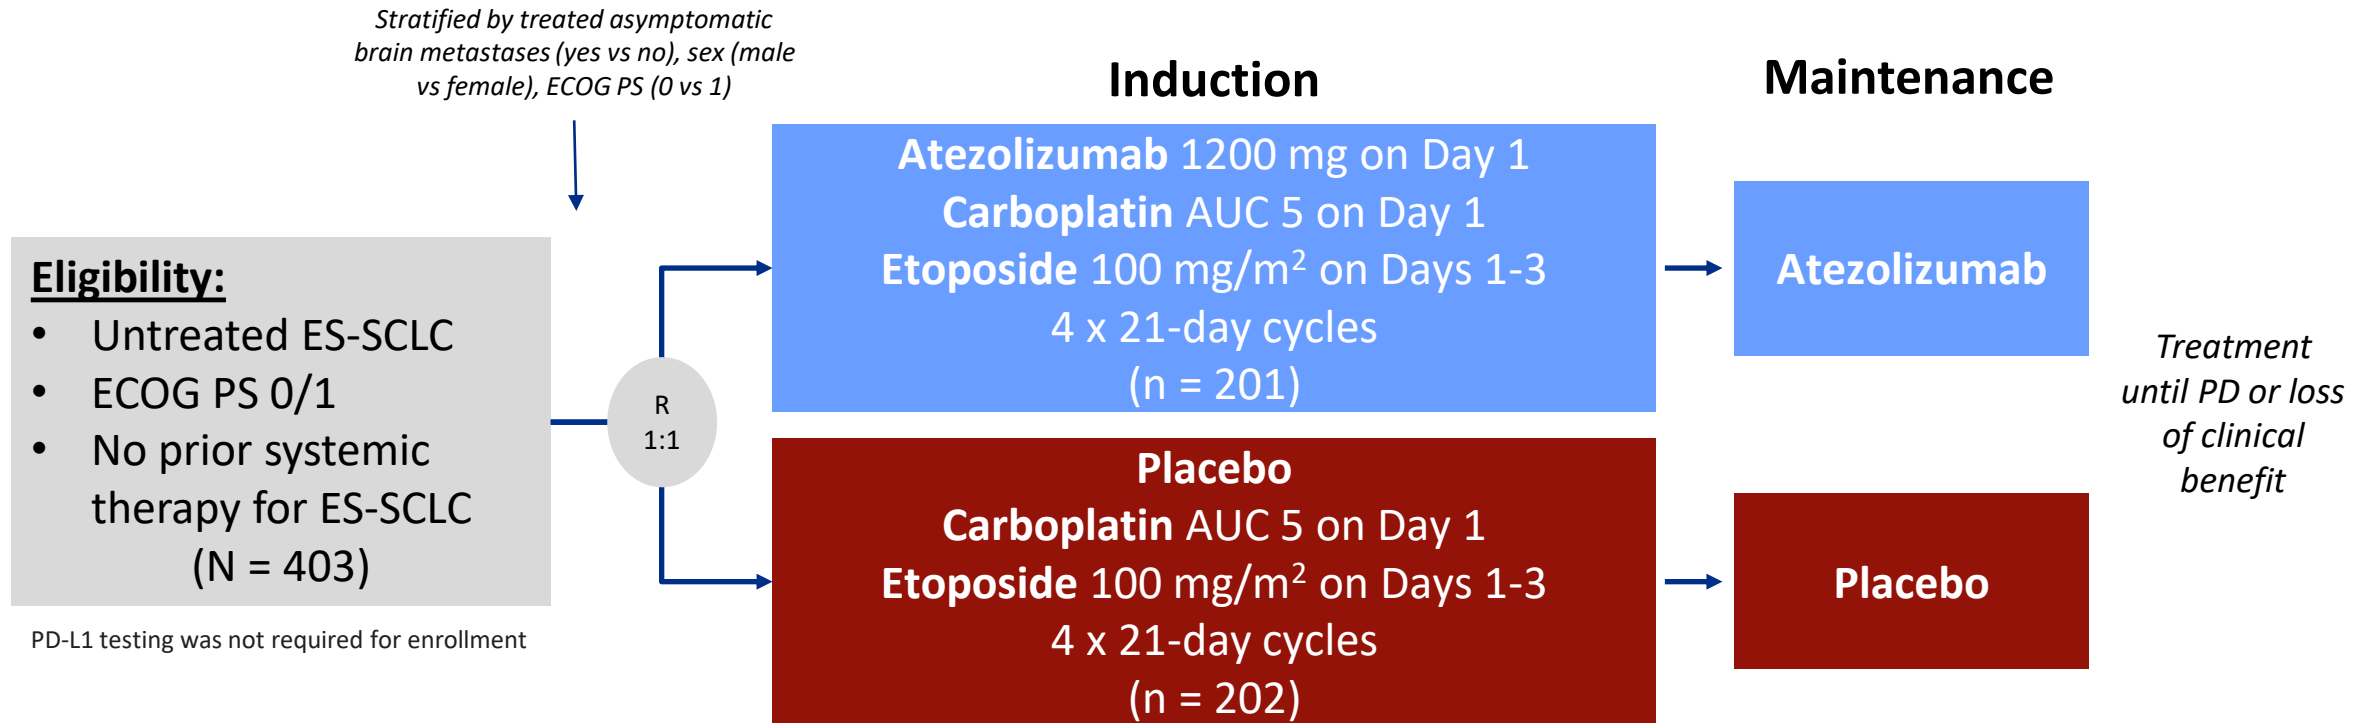 Stratified by treated asymptomatic
brain metastases (yes vs no), sex (male
vs female), ECOG PS (0 vs 1)
Induction
Maintenance
Eligibility:
• Untreated ES-SCLC
• ECOG PS 0/1
• No prior systemic
therapy for ES-SCLC
(N = 403)
PD-L1 testing was not required for enrollment
R
1:1
Atezolizumab 1200 mg on Day 1
Carboplatin AUC 5 on Day 1
Etoposide 100 mg/m² on Days 1-3
4 x 21-day cycles
(n = 201)
Atezolizumab
Placebo
Carboplatin AUC 5 on Day 1
Etoposide 100 mg/m² on Days 1-3
4 x 21-day cycles
(n = 202)
Placebo
Treatment
until PD or loss
of clinical
benefit